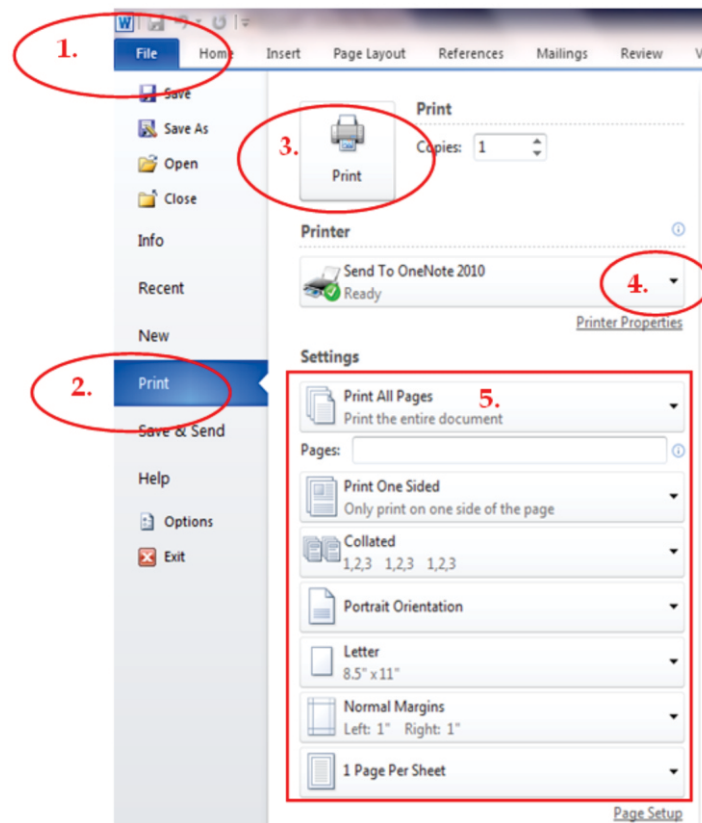 W
1.
File Home Insert Page Layout References Mailings Review V
Save
Save As
Open
Close
Info
Recent
New
2. Print
Save & Send
Help
Options
Exit
Print
3. Print
Copies: 1
Printer
Send To OneNote 2010
Ready
4.
Printer Properties
Settings
5.
Print All Pages
Print the entire document
Pages:
Print One Sided
Only print on one side of the page
Collated
1,2,3 1,2,3 1,2,3
Portrait Orientation
Letter
8.5" x 11"
Normal Margins
Left: 1" Right: 1"
1 Page Per Sheet
Page Setup